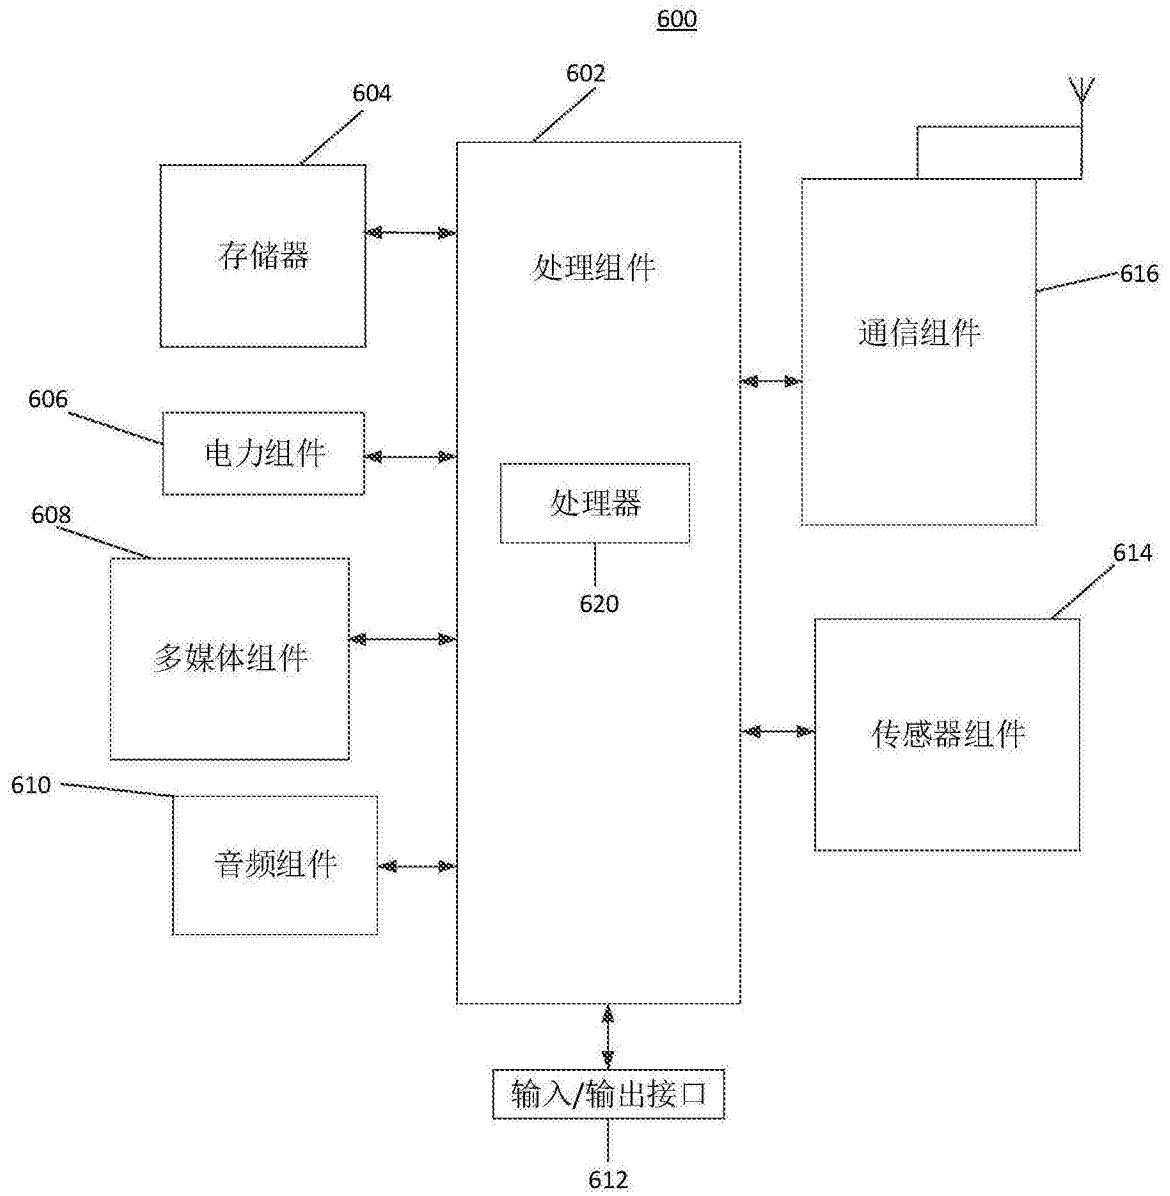 600
602
604
存储器
处理组件
616
通信组件
606
电力组件
处理器
620
608
多媒体组件
614
传感器组件
610
音频组件
输入/输出接口
612